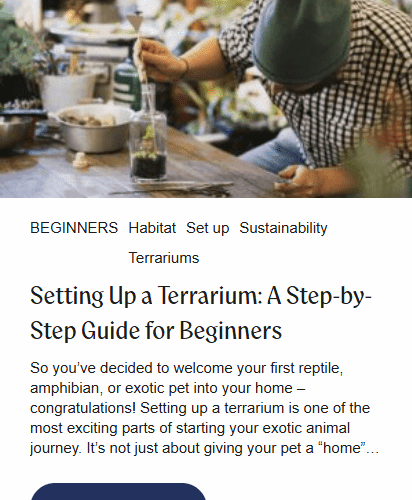 BEGINNERS Habitat Set up Sustainability
Terrariums
Setting Up a Terrarium: A Step-by-
Step Guide for Beginners
So you’ve decided to welcome your first reptile,
amphibian, or exotic pet into your home –
congratulations! Setting up a terrarium is one of the
most exciting parts of starting your exotic animal
journey. It’s not just about giving your pet a “home”…